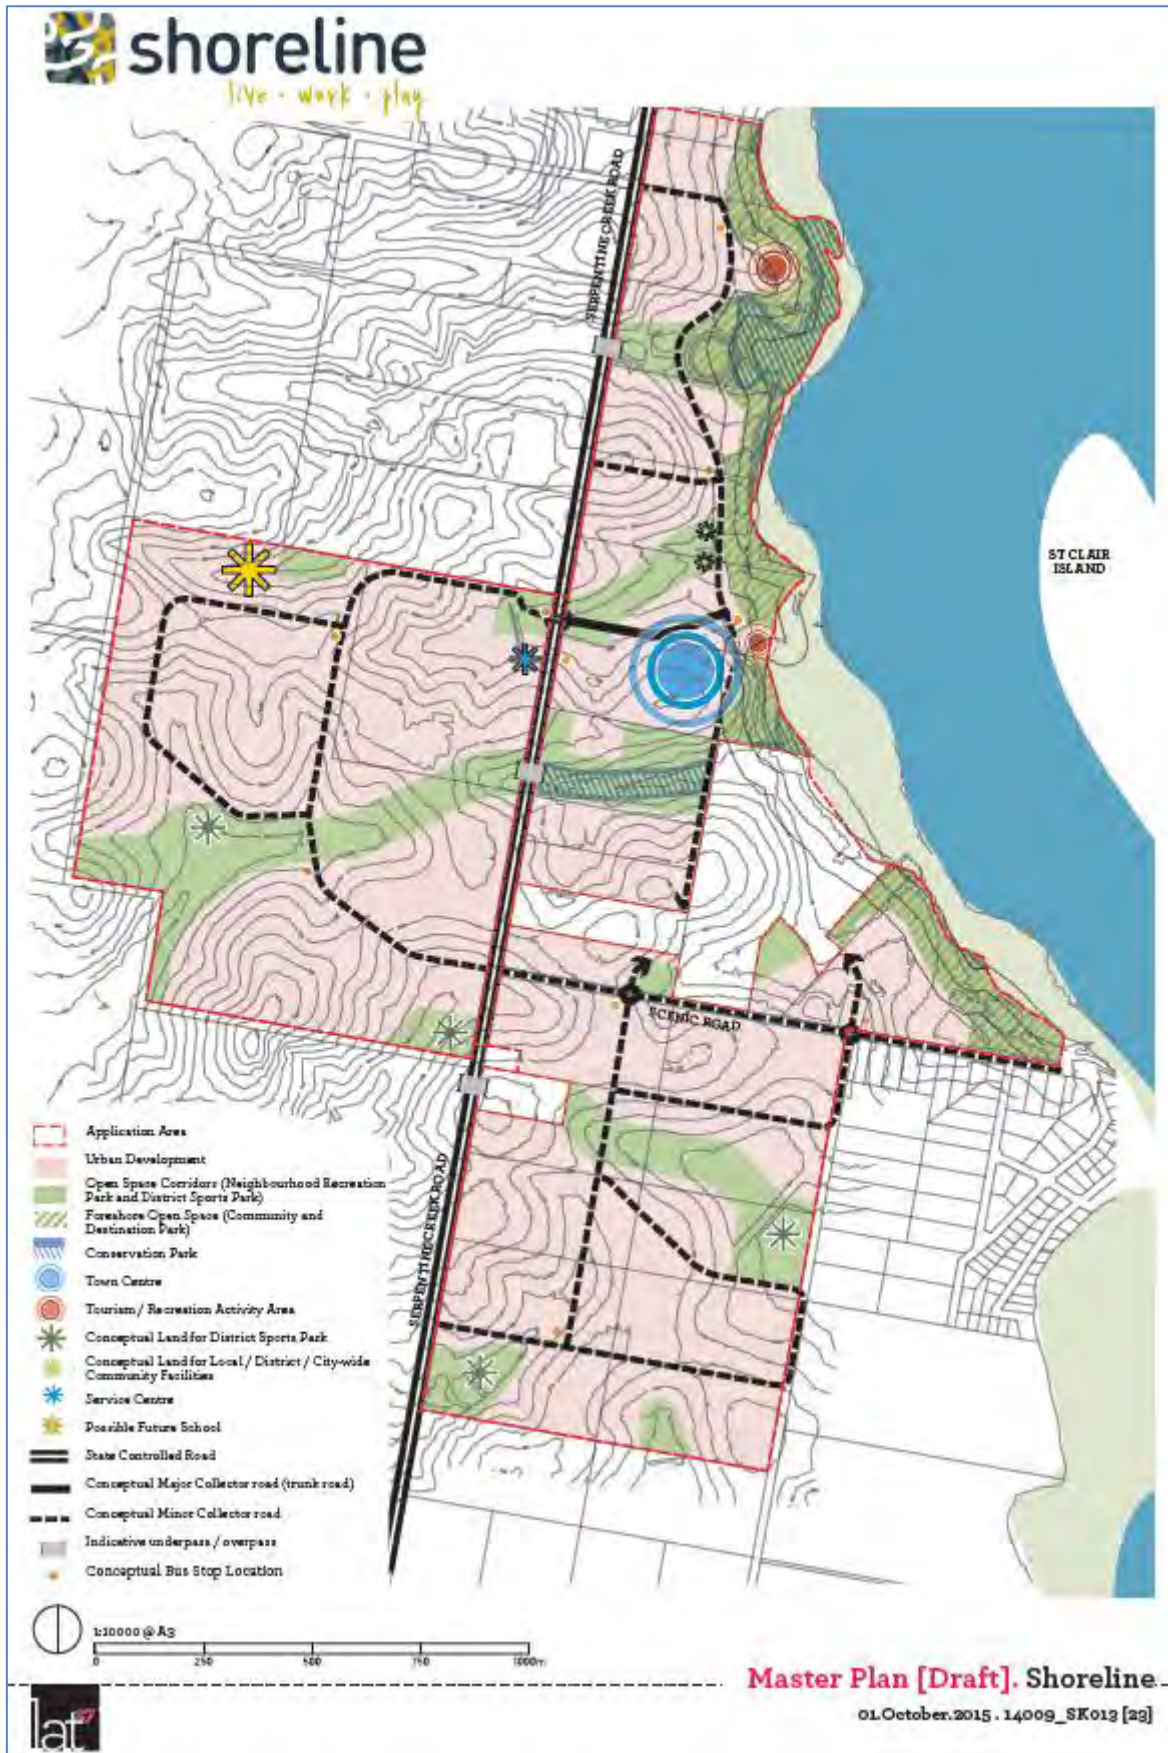 shoreline
live · work · play
SERPENTINE CREEK ROAD
ST CLAIR
ISLAND
SCENIC ROAD
SERPENTINE CREEK ROAD
Application Area
Urban Development
Open Space Corridors (Neighbourhood Recreation
Park and District Sports Park)
Foreshore Open Space (Community and
Destination Park)
Conservation Park
Town Centre
Tourism / Recreation Activity Area
Conceptual Land for District Sports Park
Conceptual Land for Local / District / City-wide
Community Facilities
Service Centre
Possible Future School
State Controlled Road
Conceptual Major Collector road (trunk road)
Conceptual Minor Collector road
Indicative underpass / overpass
Conceptual Bus Stop Location
1:10000 @ A3
0 250 500 750 1000m
Master Plan [Draft]. Shoreline
01.October.2015 . 14009_SK013 [23]
lat27